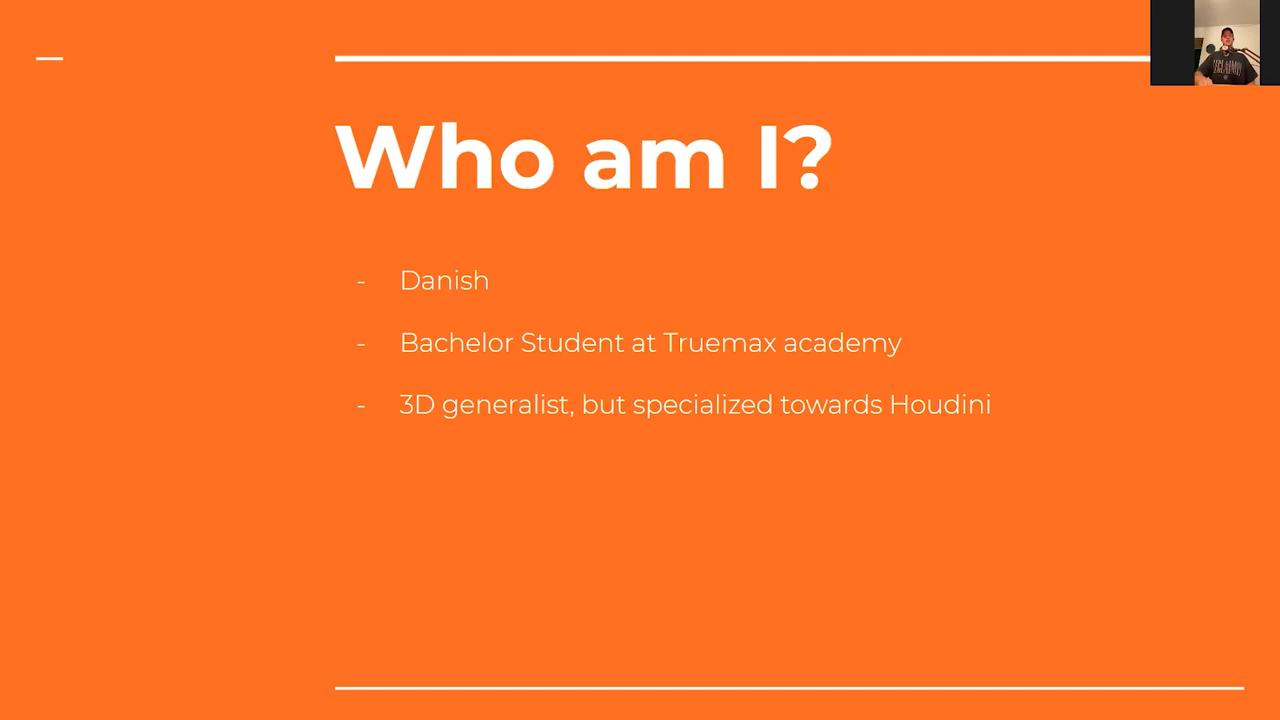 Who am I?
- Danish
- Bachelor Student at Truemax academy
- 3D generalist, but specialized towards Houdini